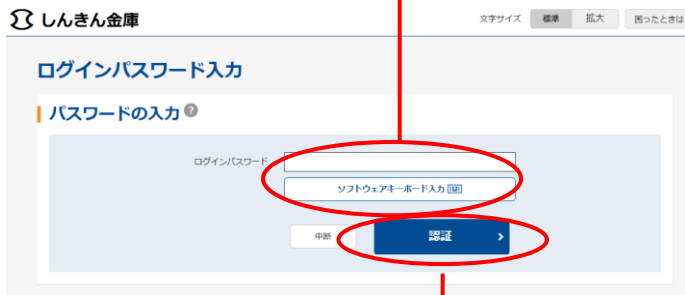 しんきん金庫
文字サイズ 標準 拡大 困ったときは
ログインパスワード入力
パスワードの入力 ?
ログインパスワード
ソフトウェアキーボード入力
中断 認証 >